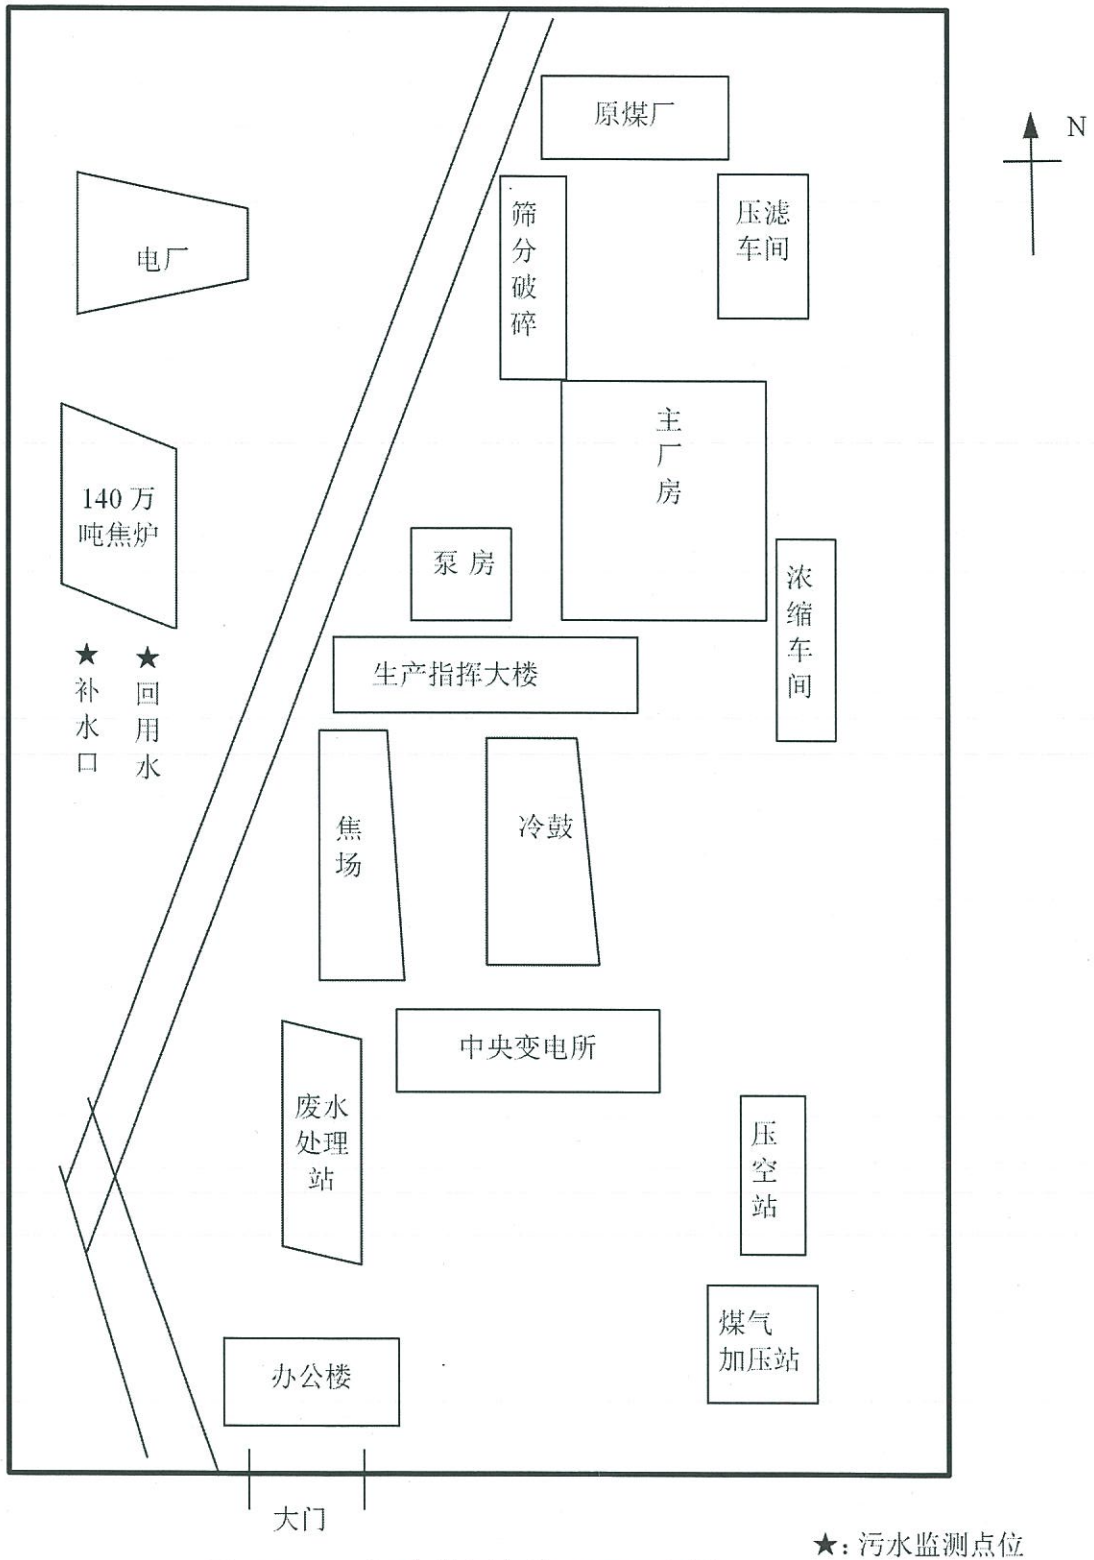 原煤厂
N
筛
分
破
碎
压滤
车间
电厂
主
厂
房
140 万
吨焦炉
泵 房
浓
缩
车
间
★
补
水
口
★
回
用
水
生产指挥大楼
焦
场
冷鼓
中央变电所
废水
处理
站
压
空
站
煤气
加压站
办公楼
大门
★: 污水监测点位